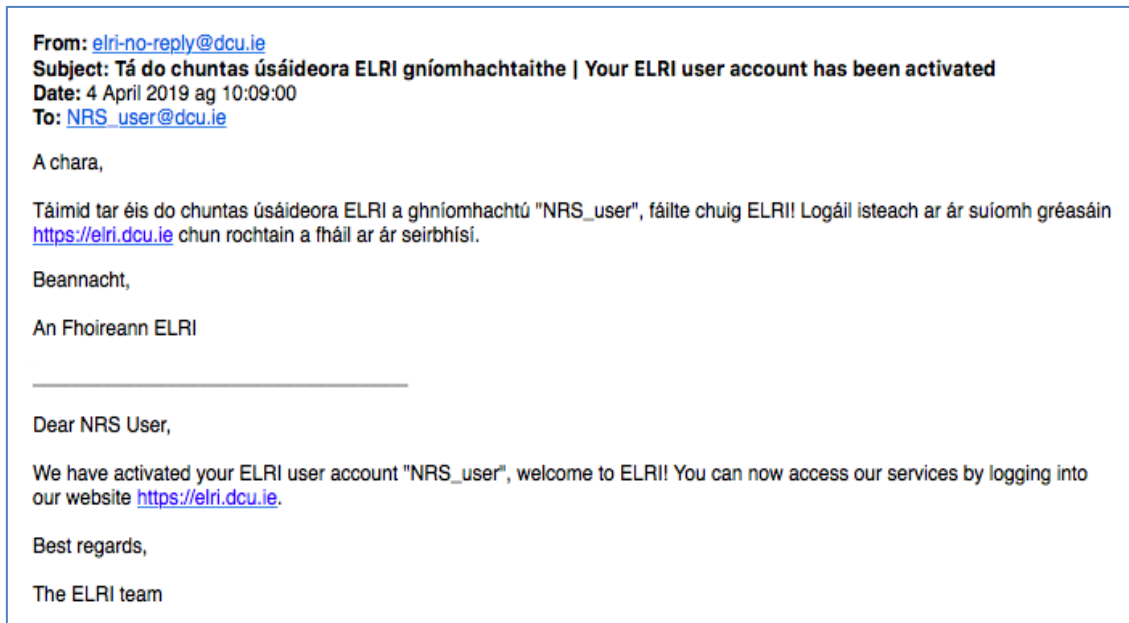 From: elri-no-reply@dcu.ie
Subject: Tá do chuntas úsáideora ELRI gníomhachtaithe | Your ELRI user account has been activated
Date: 4 April 2019 ag 10:09:00
To: NRS_user@dcu.ie
A chara,
Táimid tar éis do chuntas úsáideora ELRI a ghníomhachtú "NRS_user", fáilte chuig ELRI! Logáil isteach ar ár suíomh gréasáin
https://elri.dcu.ie chun rochtain a fháil ar ár seirbhísí.
Beannacht,
An Fhoireann ELRI
Dear NRS User,
We have activated your ELRI user account "NRS_user", welcome to ELRI! You can now access our services by logging into
our website https://elri.dcu.ie.
Best regards,
The ELRI team